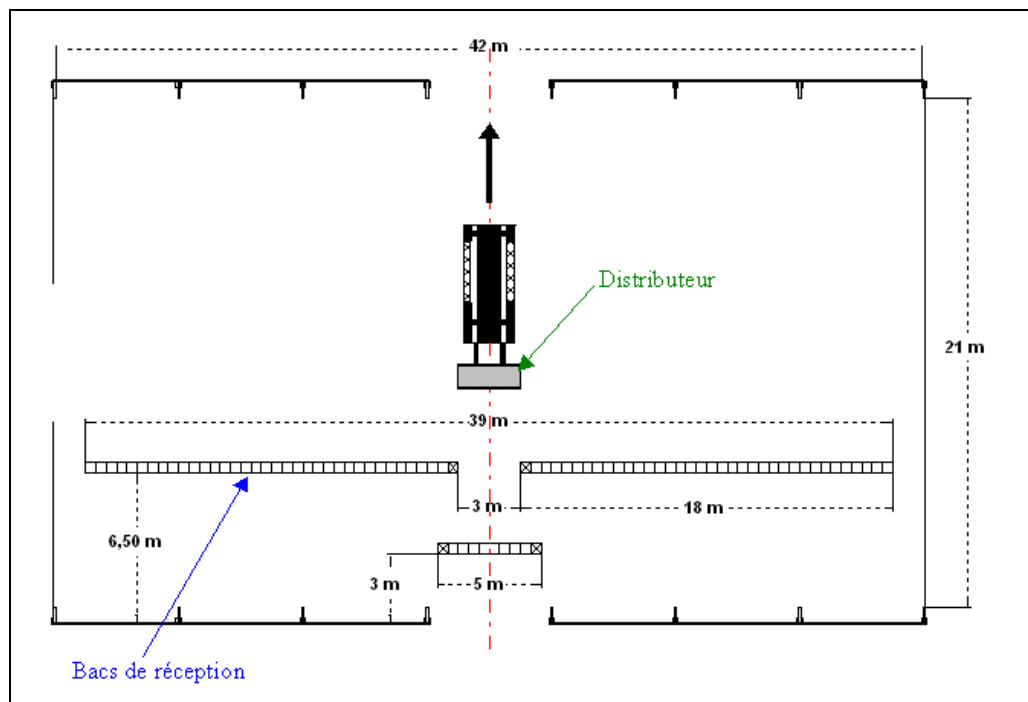 42 m
Distributeur
21 m
39 m
3 m
18 m
6,50 m
3 m
5 m
Bacs de réception